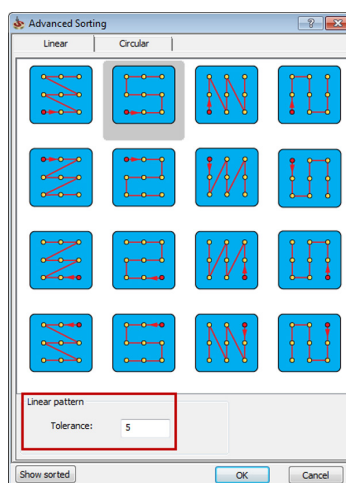 Advanced Sorting
Linear Circular
Linear pattern
Tolerance: 5
Show sorted OK Cancel